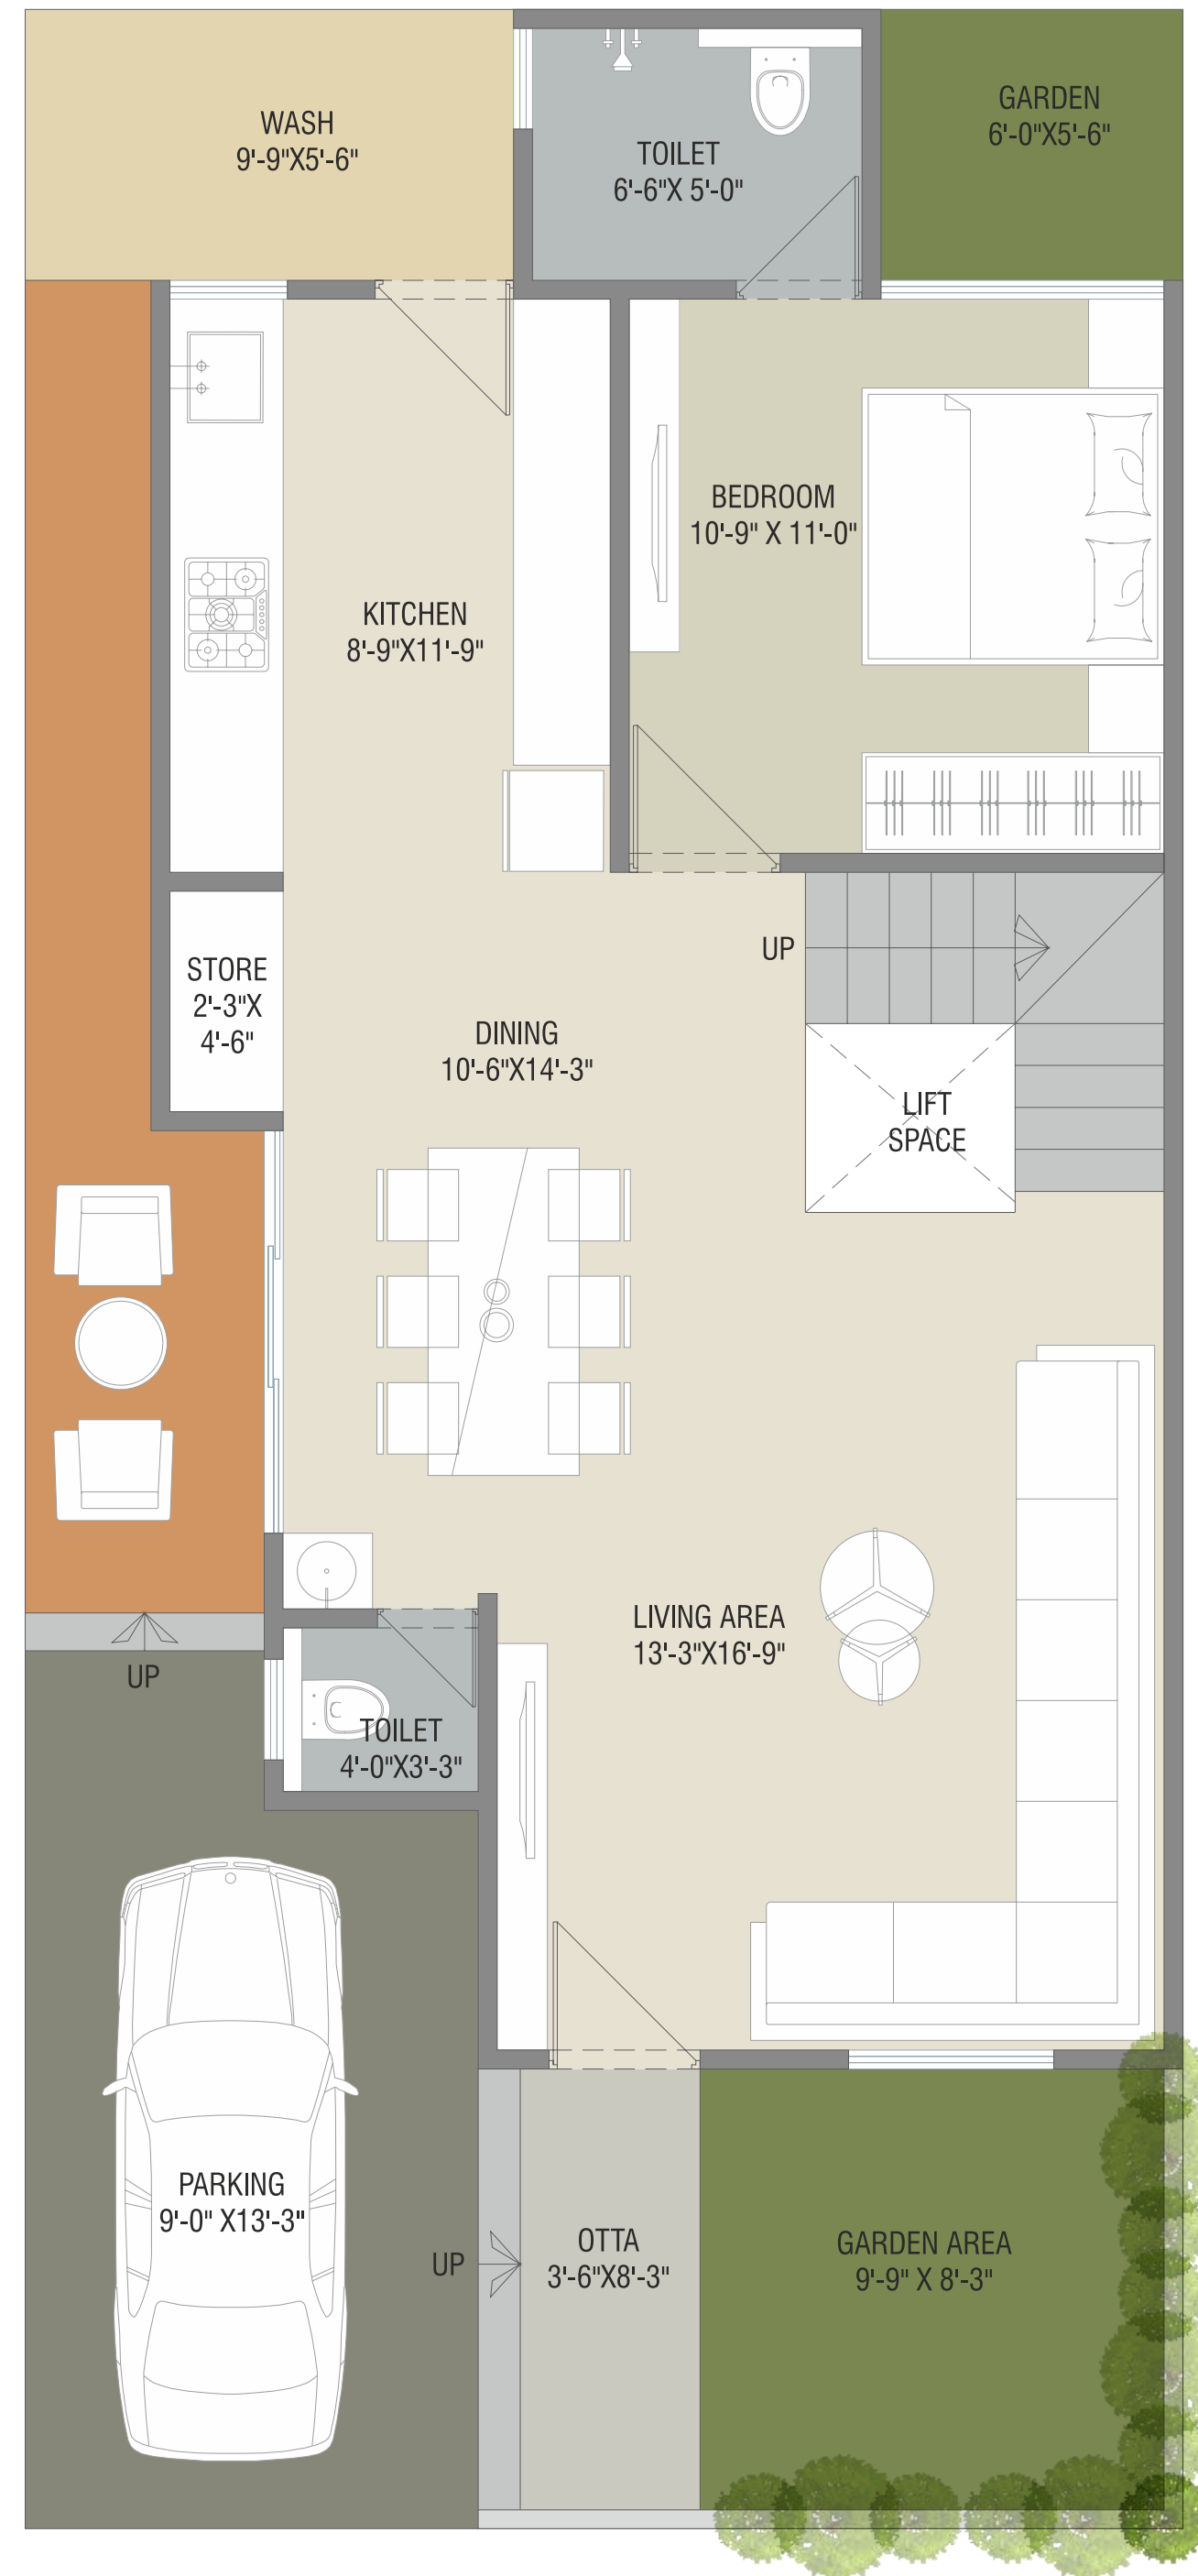 WASH
9'-9"X5'-6"
TOILET
6'-6"X 5'-0"
GARDEN
6'-0"X5'-6"
BEDROOM
10'-9" X 11'-0"
KITCHEN
8'-9"X11'-9"
UP
STORE
2'-3"X
4'-6"
DINING
10'-6"X14'-3"
LIFT
SPACE
LIVING AREA
13'-3"X16'-9"
UP
TOILET
4'-0"X3'-3"
PARKING
9'-0" X13'-3"
UP
OTTA
3'-6"X8'-3"
GARDEN AREA
9'-9" X 8'-3"